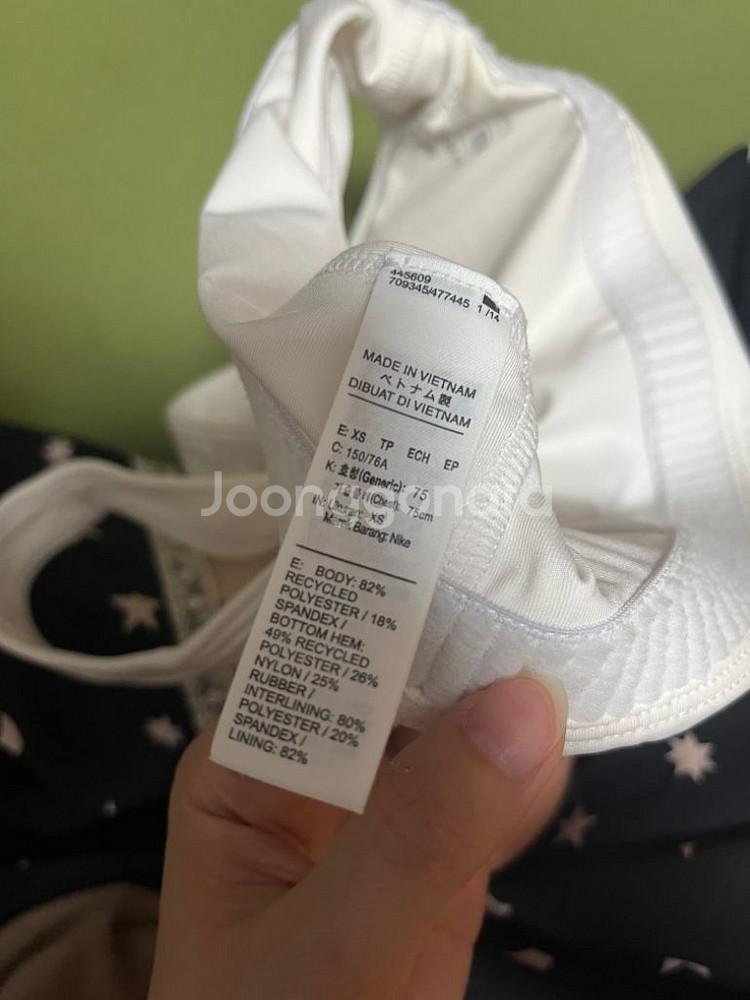 445609
709345/477445 1/14
MADE IN VIETNAM
ベトナム製
DIBUAT DI VIETNAM
E: XS TP ECH EP
C: 150/76A
K: 호칭(Generic): 75
75cm
XS
Barang: Nike
Joonggonara
E: BODY: 82%
RECYCLED
POLYESTER / 18%
SPANDEX /
BOTTOM HEM:
49% RECYCLED
POLYESTER / 26%
NYLON / 25%
RUBBER /
INTERLINING: 80%
POLYESTER / 20%
SPANDEX /
LINING: 82%